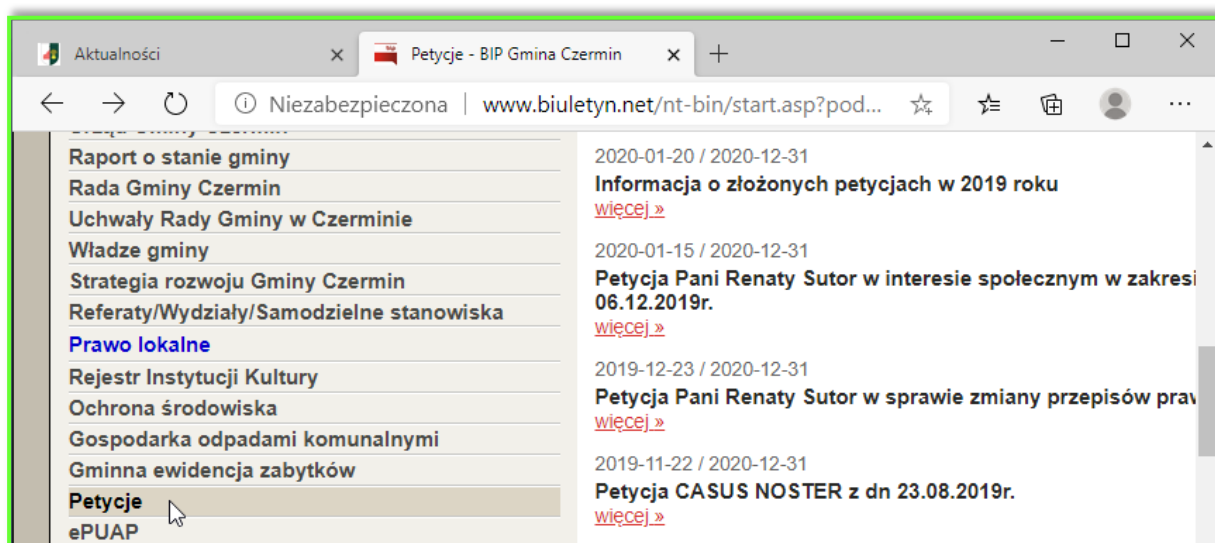 Aktualności
Petycje - BIP Gmina Czermin
Niezabezpieczona | www.biuletyn.net/nt-bin/start.asp?pod...
Urząd Gminy Czermin
Raport o stanie gminy
Rada Gminy Czermin
Uchwały Rady Gminy w Czerminie
Władze gminy
Strategia rozwoju Gminy Czermin
Referaty/Wydziały/Samodzielne stanowiska
Prawo lokalne
Rejestr Instytucji Kultury
Ochrona środowiska
Gospodarka odpadami komunalnymi
Gminna ewidencja zabytków
Petycje
ePUAP
2020-01-20 / 2020-12-31
Informacja o złożonych petycjach w 2019 roku
więcej »
2020-01-15 / 2020-12-31
Petycja Pani Renaty Sutor w interesie społecznym w zakresi
06.12.2019r.
więcej »
2019-12-23 / 2020-12-31
Petycja Pani Renaty Sutor w sprawie zmiany przepisów praw
więcej »
2019-11-22 / 2020-12-31
Petycja CASUS NOSTER z dn 23.08.2019r.
więcej »